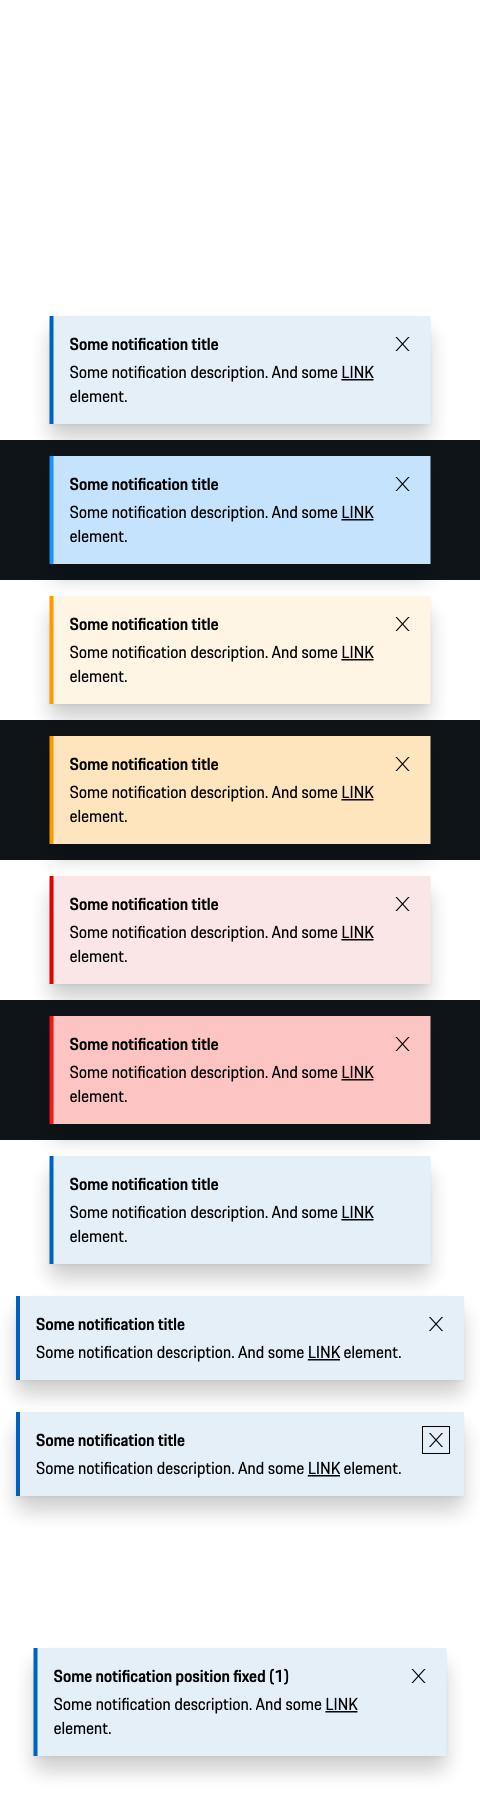 Some notification title
Some notification description. And some LINK
element.
Some notification title
Some notification description. And some LINK
element.
Some notification title
Some notification description. And some LINK
element.
Some notification title
Some notification description. And some LINK
element.
Some notification title
Some notification description. And some LINK
element.
Some notification title
Some notification description. And some LINK
element.
Some notification title
Some notification description. And some LINK
element.
Some notification title
Some notification description. And some LINK element.
Some notification title
Some notification description. And some LINK element.
Some notification position fixed (1)
Some notification description. And some LINK
element.